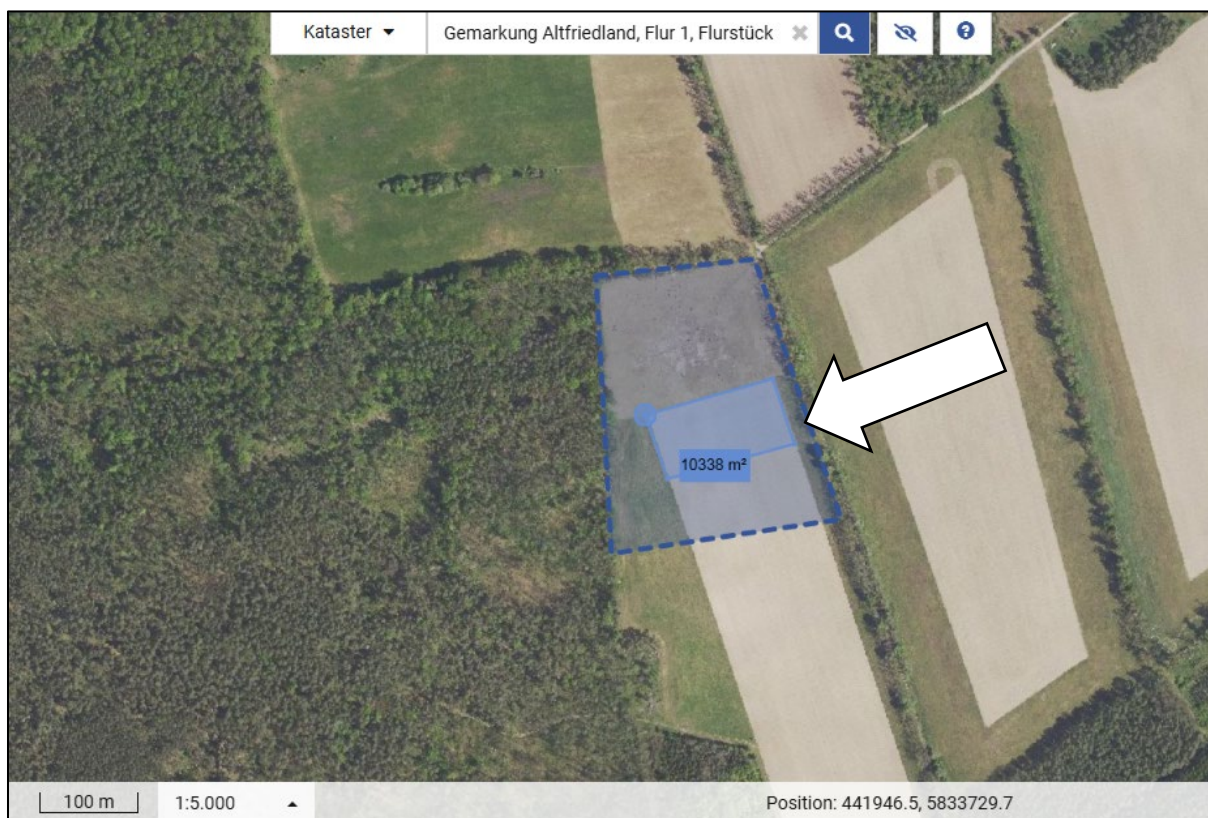 Kataster
Gemarkung Altfriedland, Flur 1, Flurstück
10338 m²
100 m
1:5.000
Position: 441946.5, 5833729.7